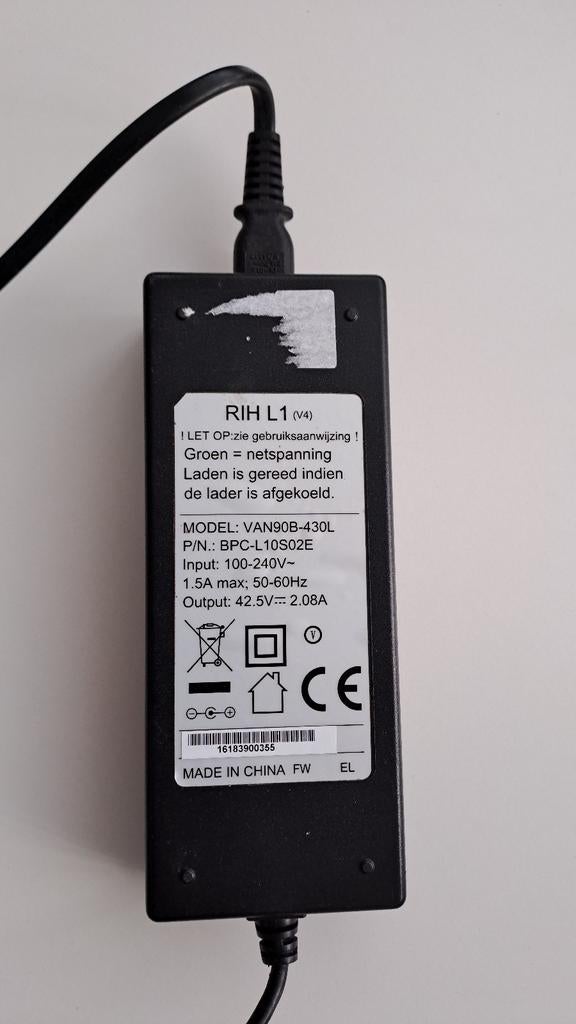 RIH L1 (V4)
! LET OP:zie gebruiksaanwijzing !
Groen = netspanning
Laden is gereed indien
de lader is afgekoeld.
MODEL: VAN90B-430L
P/N.: BPC-L10S02E
Input: 100-240V~
1.5A max; 50-60Hz
Output: 42.5V⎓ 2.08A
V
CE
16183900355
MADE IN CHINA FW EL